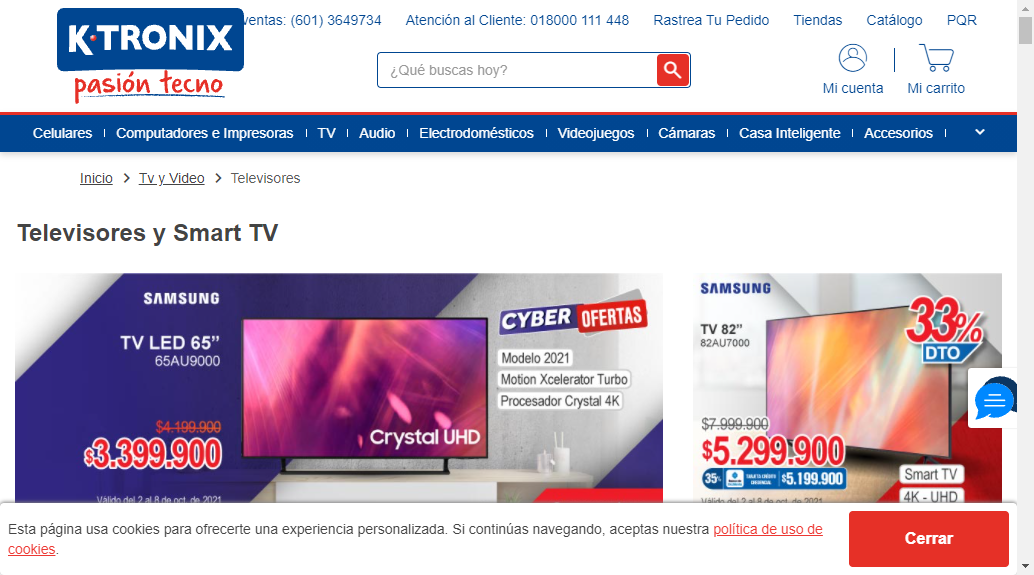 ventas: (601) 3649734
Atención al Cliente: 018000 111 448
Rastrea Tu Pedido
Tiendas
Catálogo
PQR
K-TRONIX
pasión tecno
¿Qué buscas hoy?
Mi cuenta
Mi carrito
Celulares
Computadores e Impresoras
TV
Audio
Electrodomésticos
Videojuegos
Cámaras
Casa Inteligente
Accesorios
Inicio > Tv y Video > Televisores
Televisores y Smart TV
SAMSUNG
TV LED 65”
65AU9000
$4.199.900
$3.399.900
Válido del 2 al 8 de oct. de 2021
Crystal UHD
CYBER OFERTAS
Modelo 2021
Motion Xcelerator Turbo
Procesador Crystal 4K
SAMSUNG
TV 82”
82AU7000
33% DTO
$7.999.900
$5.299.900
35%
$5.199.900
Válido del 2 al 8 de oct. de 2021
Smart TV
4K - UHD
Esta página usa cookies para ofrecerte una experiencia personalizada. Si continúas navegando, aceptas nuestra política de uso de
cookies.
Cerrar